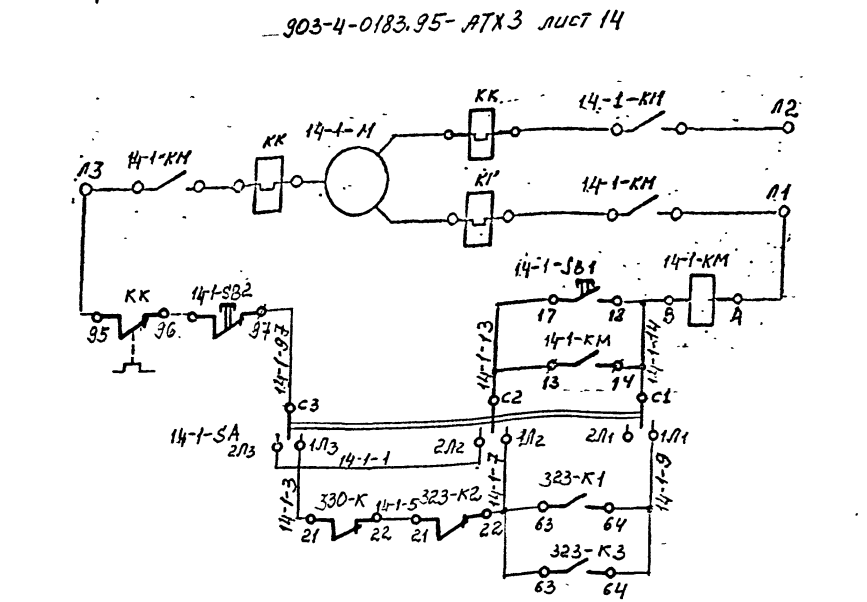 903-4-0183.95- АТХ3 лист 14
КК
14-1-КМ
Л2
14-1-М
КК
14-1-КМ
Л3
КГ
14-1-КМ
Л1
14-1-SB1
14-1-КМ
КК
14-1-SB2
95
96
97
17
18
В
А
14-1-97
14-1-13
14-1-КМ
14-1-14
13
14
С3
С2
С1
14-1-SA
2Л3
1Л3
2Л2
1Л2
2Л1
1Л1
14-1-1
14-1-3
14-1-7
14-1-9
330-К
14-1-5
323-К2
323-К1
21
22
21
22
63
64
323-К3
63
64